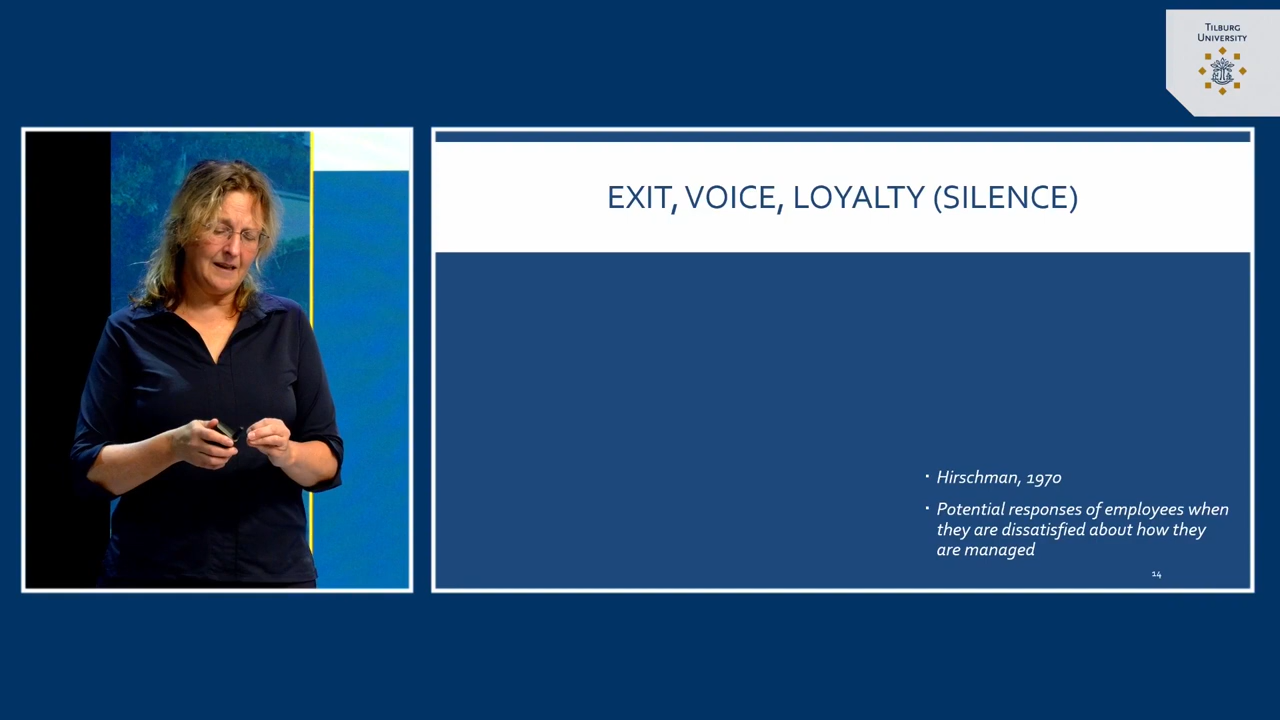 TILBURG
UNIVERSITY
EXIT, VOICE, LOYALTY (SILENCE)
▪ Hirschman, 1970
▪ Potential responses of employees when
they are dissatisfied about how they
are managed
14